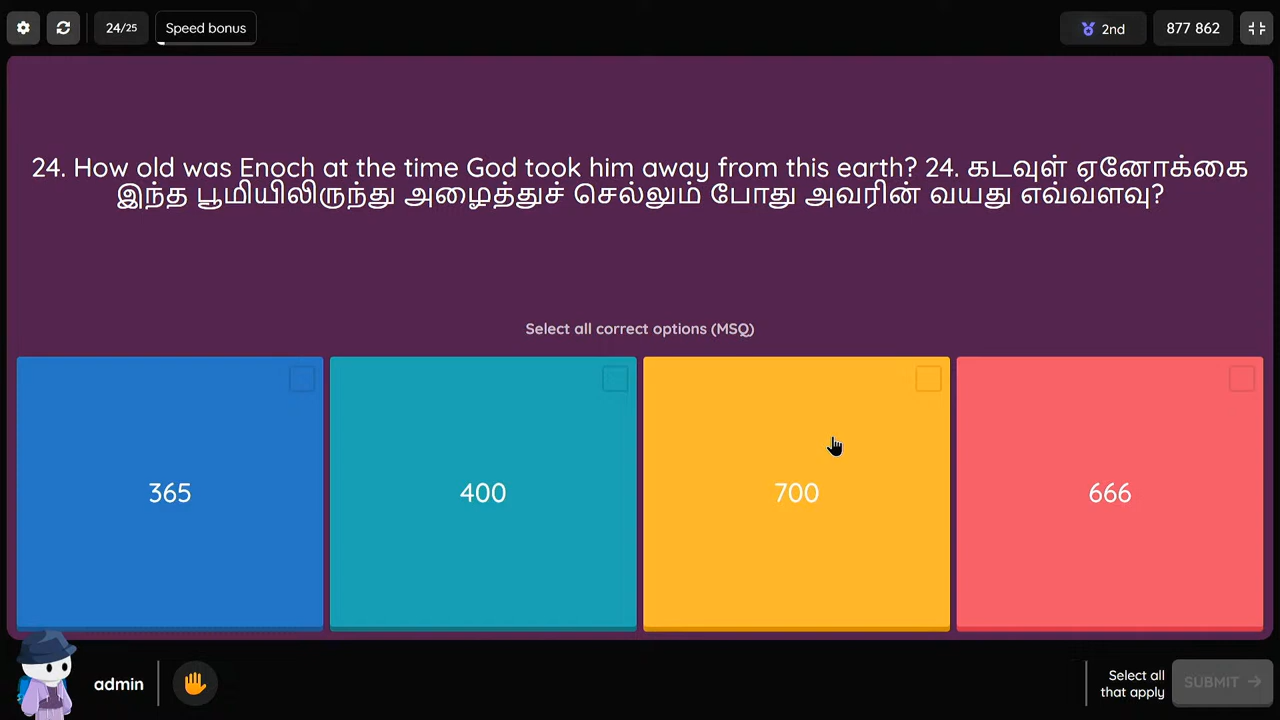 24/25
Speed bonus
2nd
877 862
24. How old was Enoch at the time God took him away from this earth? 24. கடவுள் ஏனோக்கை
இந்த பூமியிலிருந்து அழைத்துச் செல்லும் போது அவரின் வயது எவ்வளவு?
Select all correct options (MSQ)
365
400
700
666
admin
Select all
that apply
SUBMIT